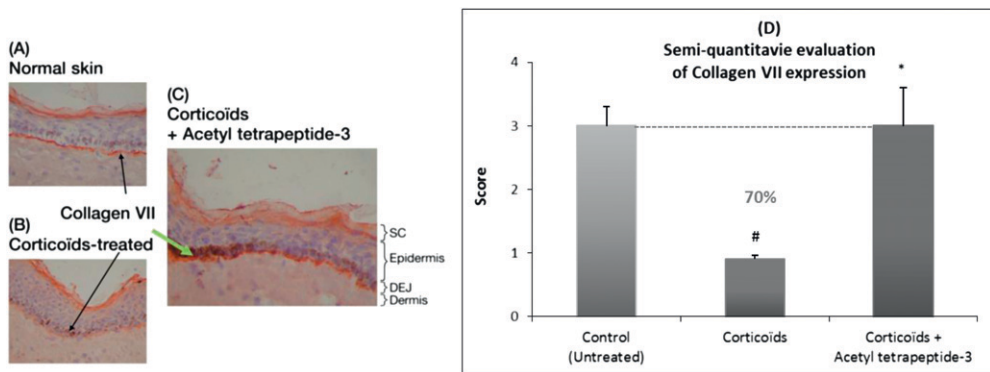 (A)
Normal skin
(C)
Corticoïds
+ Acetyl tetrapeptide-3
Collagen VII
(B)
Corticoïds-treated
SC
Epidermis
DEJ
Dermis
(D)
Semi-quantitavie evaluation
of Collagen VII expression
Score
4
3
2
1
0
*
70%
#
Control
(Untreated)
Corticoïds
Corticoïds +
Acetyl tetrapeptide-3